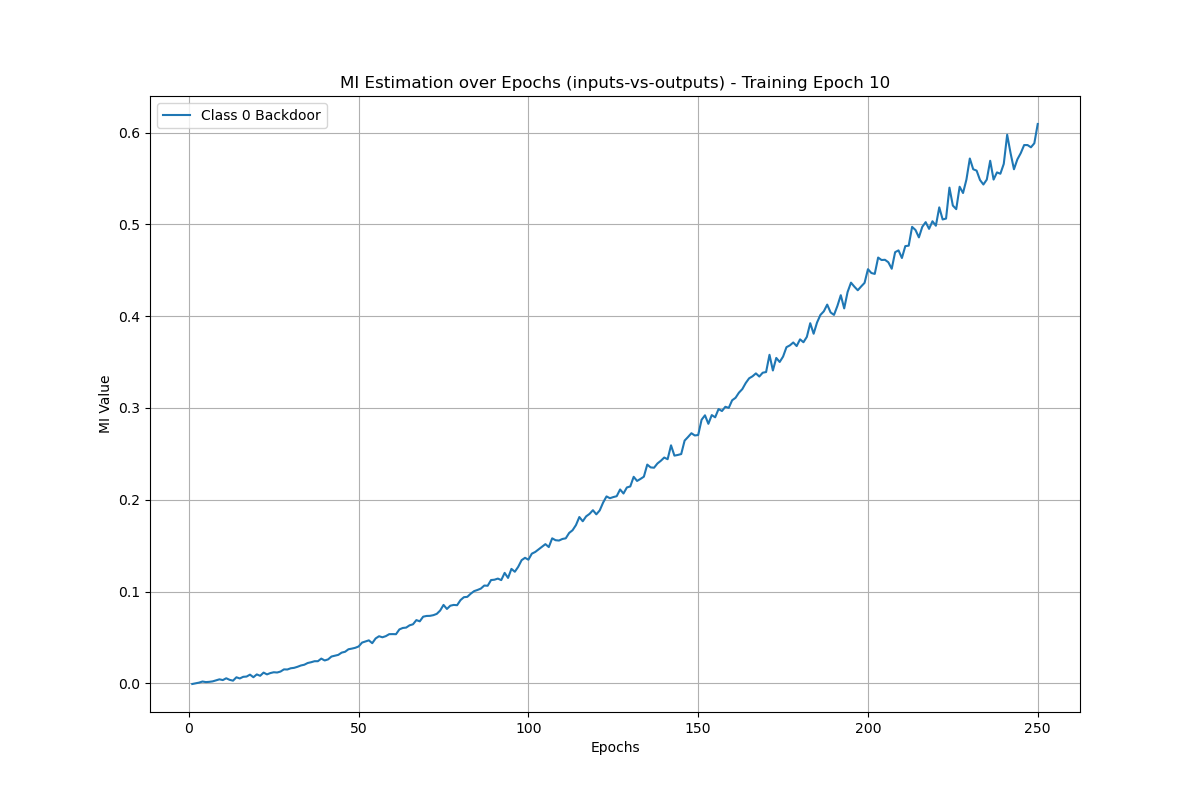 MI Estimation over Epochs (inputs-vs-outputs) - Training Epoch 10
Class 0 Backdoor
MI Value
0.6
0.5
0.4
0.3
0.2
0.1
0.0
0 50 100 150 200 250
Epochs